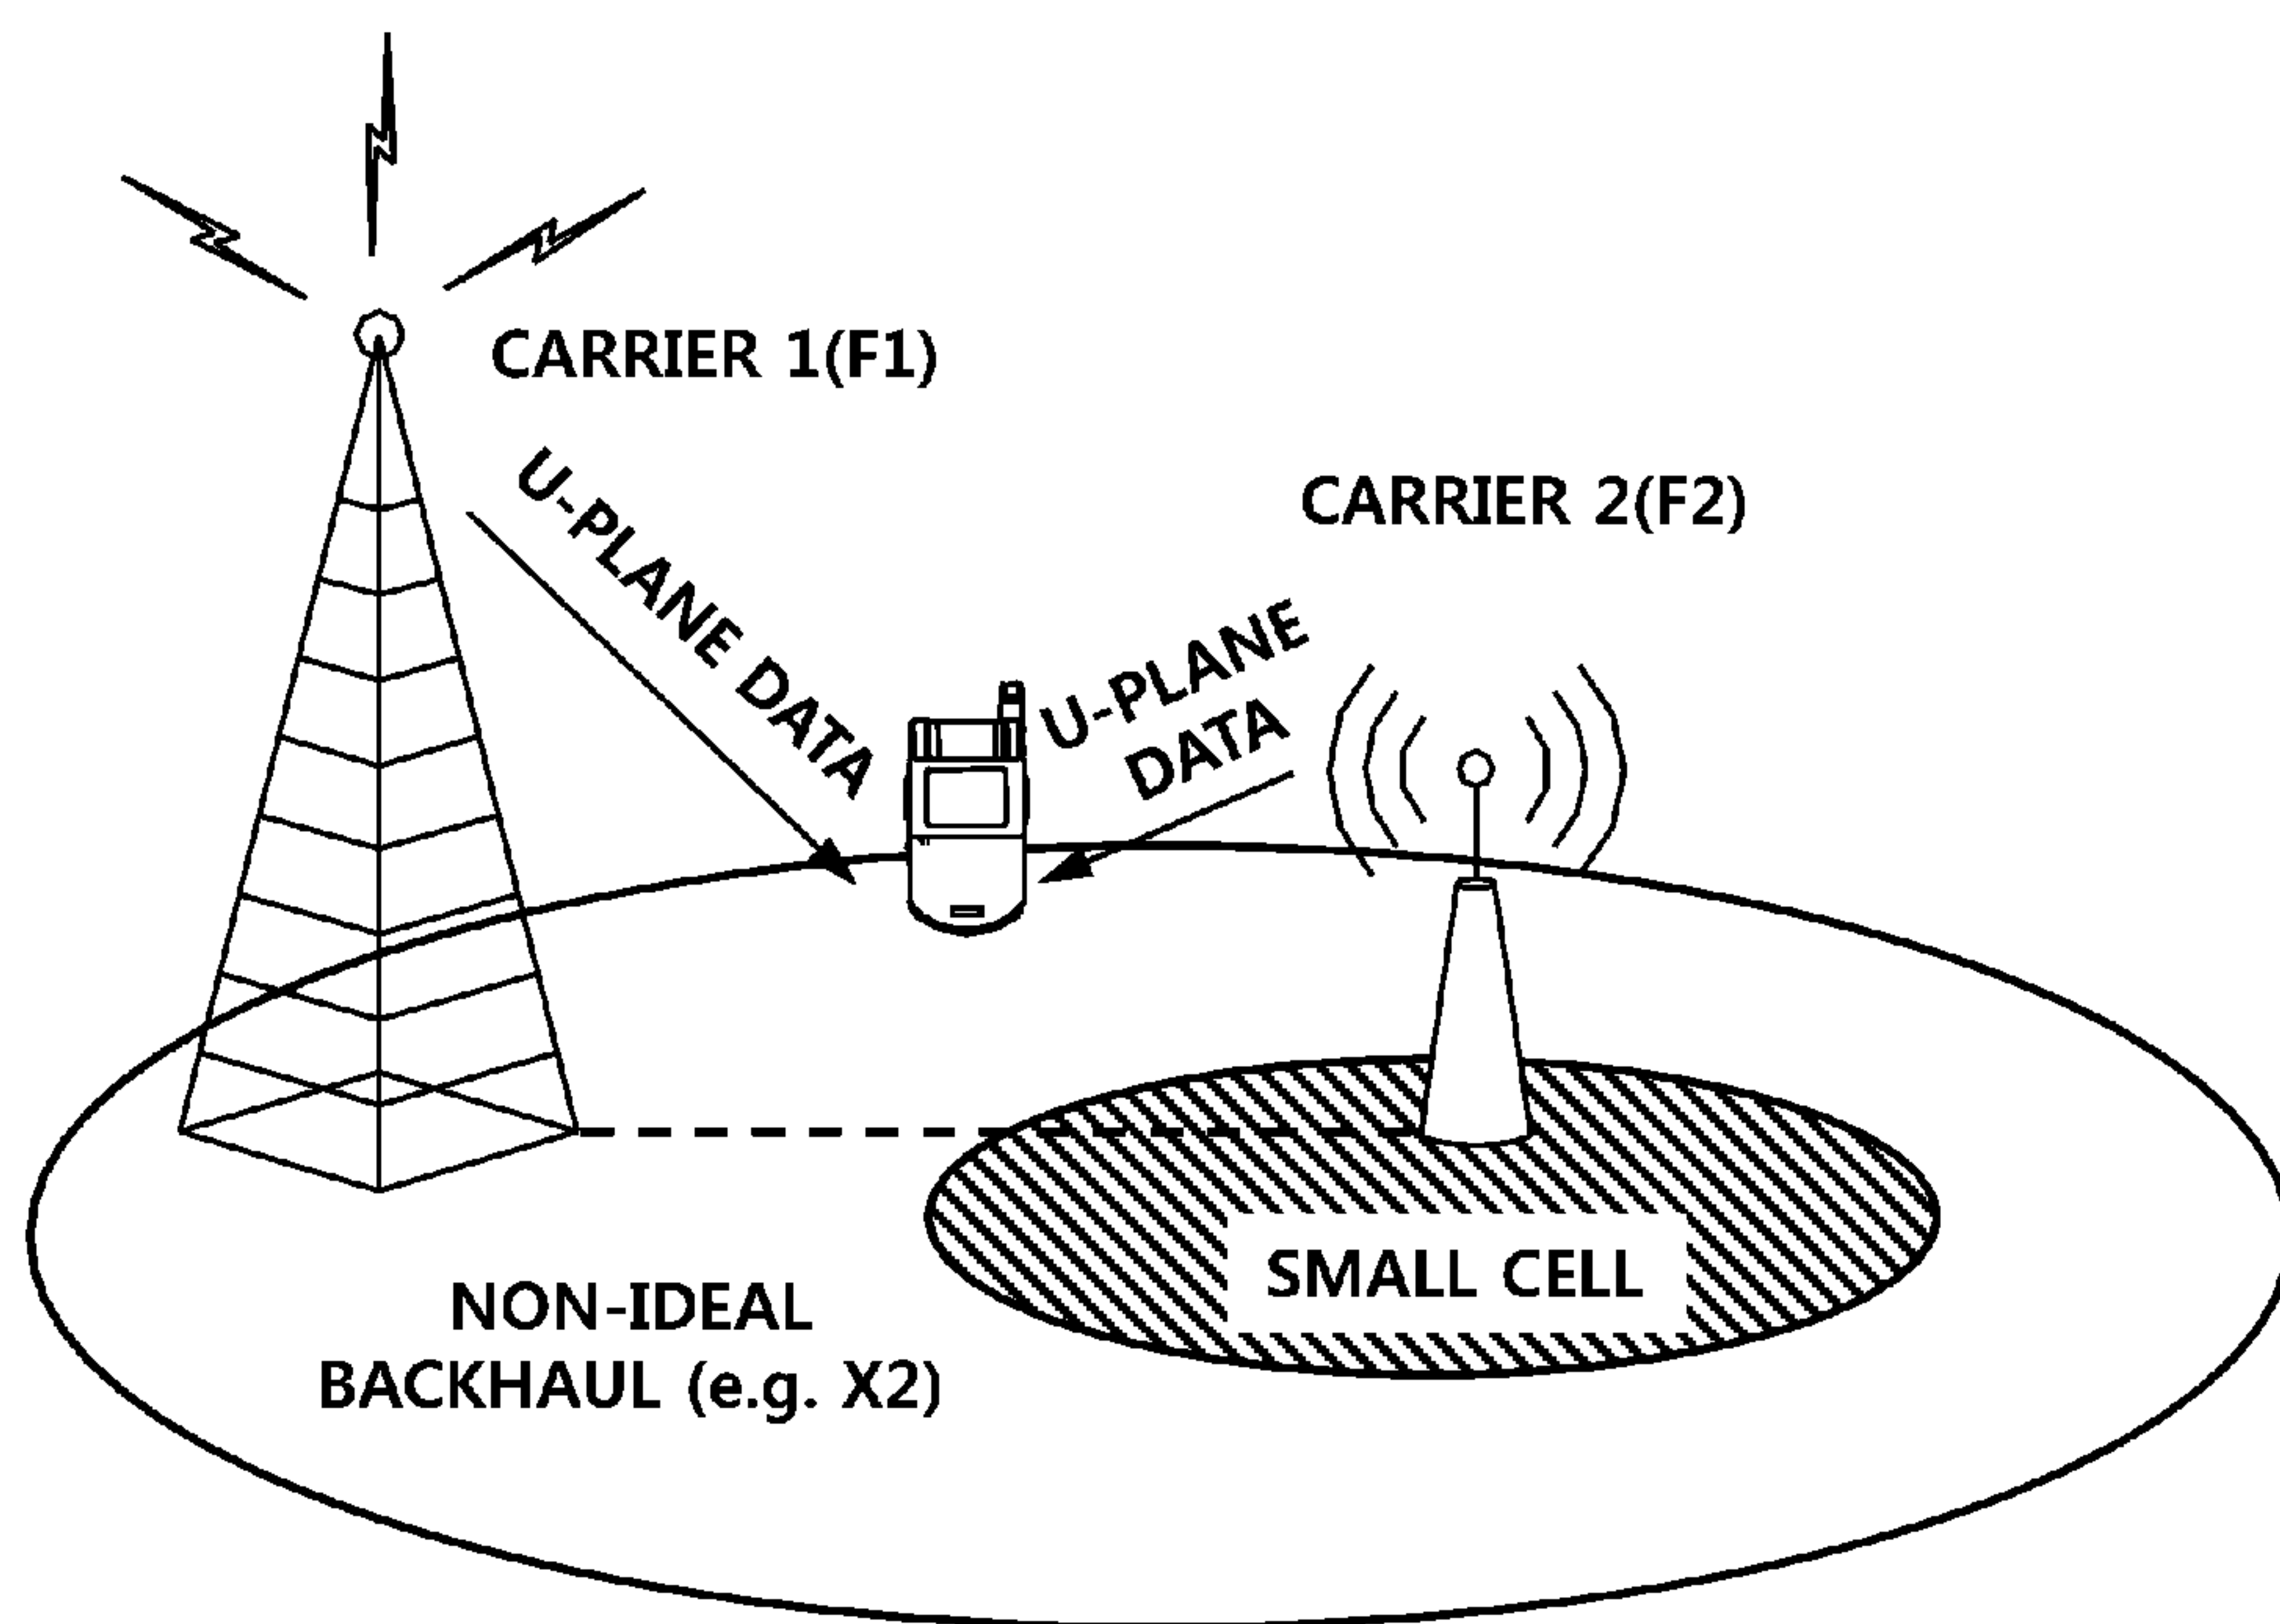 CARRIER 1(F1)
CARRIER 2(F2)
U-PLANE DATA
U-PLANE
DATA
SMALL CELL
NON-IDEAL
BACKHAUL (e.g. X2)